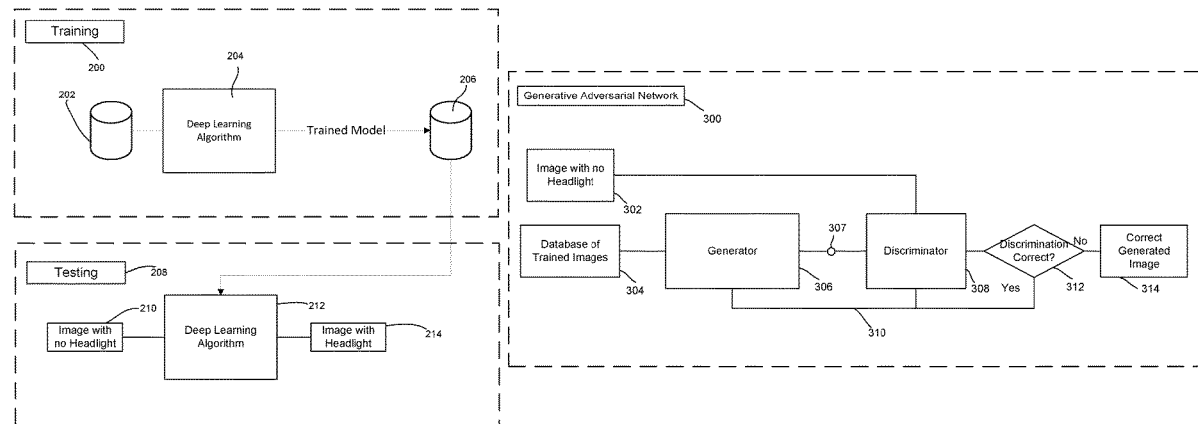 Training
200
202
204
Deep Learning
Algorithm
Trained Model
206
Testing
208
210
Image with
no Headlight
212
Deep Learning
Algorithm
Image with
Headlight
214
Generative Adversarial Network
300
Image with no
Headlight
302
Database of
Trained Images
304
Generator
306
307
Discriminator
308
310
Discrimination
Correct?
312
No
Yes
Correct
Generated
Image
314